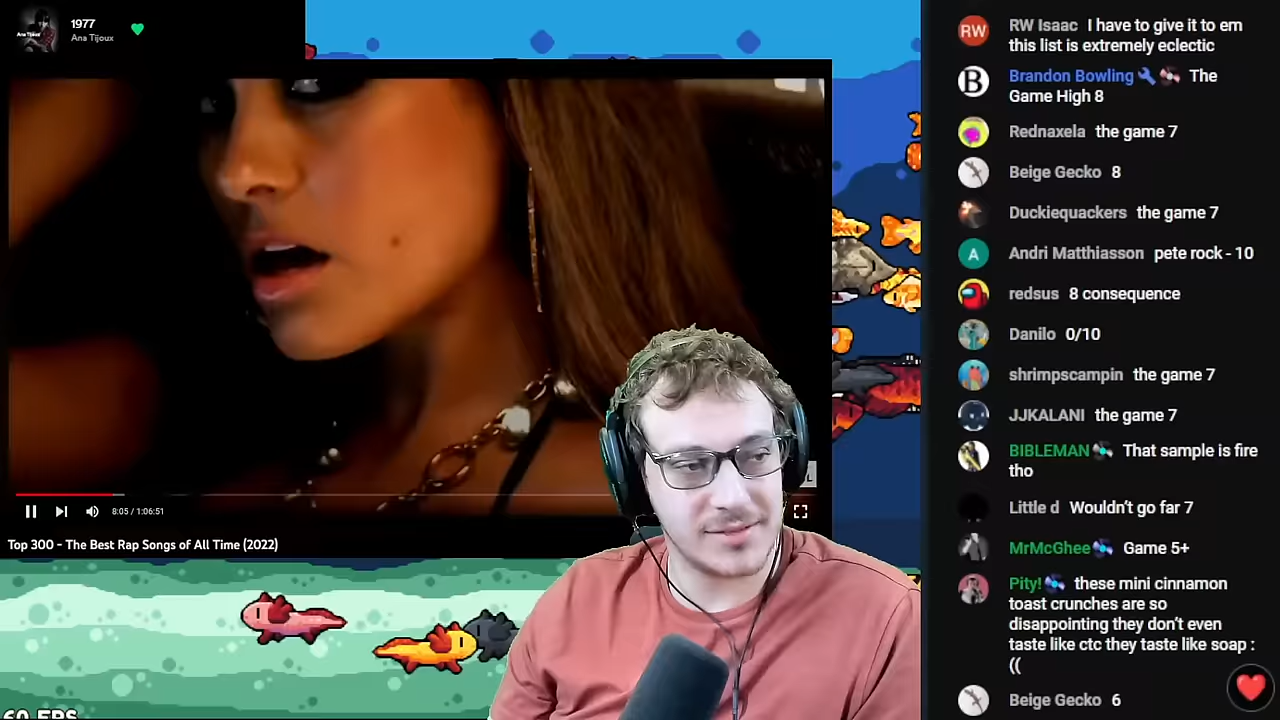 1977
Ana Tijoux
Ana Tijoux
8:05 / 1:06:51
Top 300 - The Best Rap Songs of All Time (2022)
60 FPS
RW
RW Isaac I have to give it to em
this list is extremely eclectic
B
Brandon Bowling The
Game High 8
Rednaxela the game 7
Beige Gecko 8
Duckiequackers the game 7
A
Andri Matthiasson pete rock - 10
redsus 8 consequence
Danilo 0/10
shrimpscampin the game 7
JJKALANI the game 7
BIBLEMAN That sample is fire
tho
Little d Wouldn't go far 7
MrMcGhee Game 5+
Pity! these mini cinnamon
toast crunches are so
disappointing they don't even
taste like ctc they taste like soap :
((
Beige Gecko 6